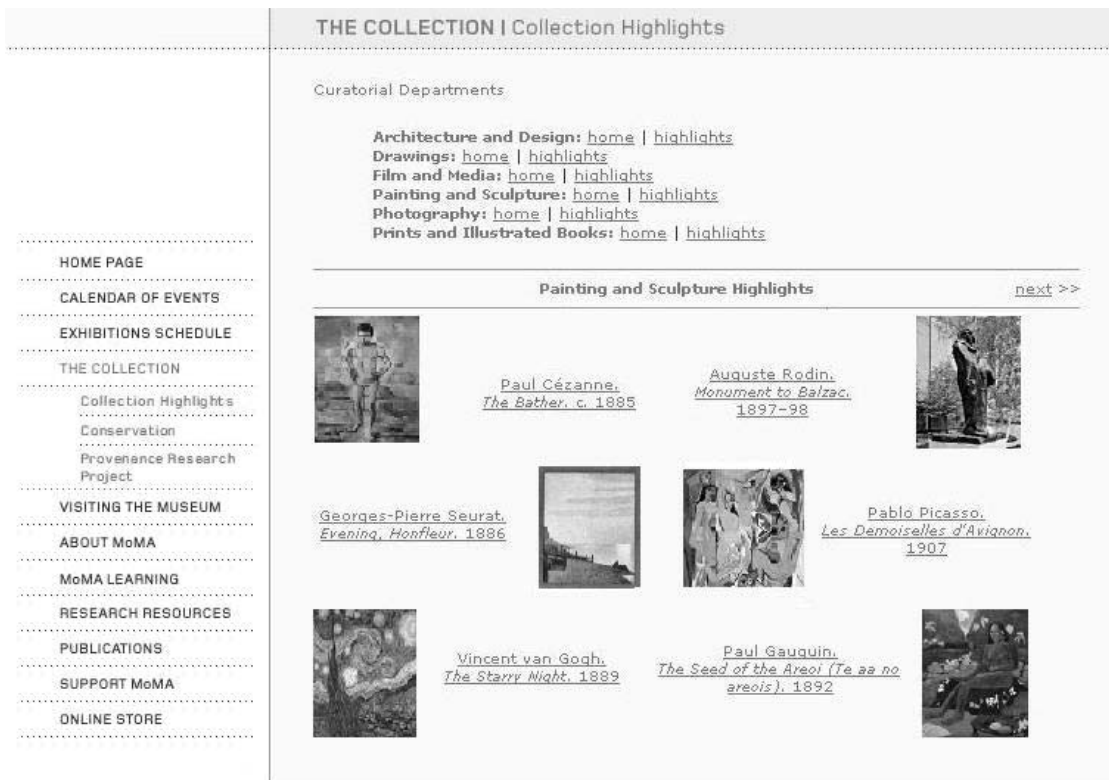 THE COLLECTION | Collection Highlights
Curatorial Departments
Architecture and Design: home | highlights
Drawings: home | highlights
Film and Media: home | highlights
Painting and Sculpture: home | highlights
Photography: home | highlights
Prints and Illustrated Books: home | highlights
HOME PAGE
CALENDAR OF EVENTS
EXHIBITIONS SCHEDULE
THE COLLECTION
Collection Highlights
Conservation
Provenance Research
Project
VISITING THE MUSEUM
ABOUT MoMA
MoMA LEARNING
RESEARCH RESOURCES
PUBLICATIONS
SUPPORT MoMA
ONLINE STORE
Painting and Sculpture Highlights
next >>
Paul Cézanne.
The Bather. c. 1885
Auguste Rodin.
Monument to Balzac.
1897-98
Georges-Pierre Seurat.
Evening, Honfleur. 1886
Pablo Picasso.
Les Demoiselles d'Avignon.
1907
Vincent van Gogh.
The Starry Night. 1889
Paul Gauguin.
The Seed of the Areoi (Te aa no
areois). 1892